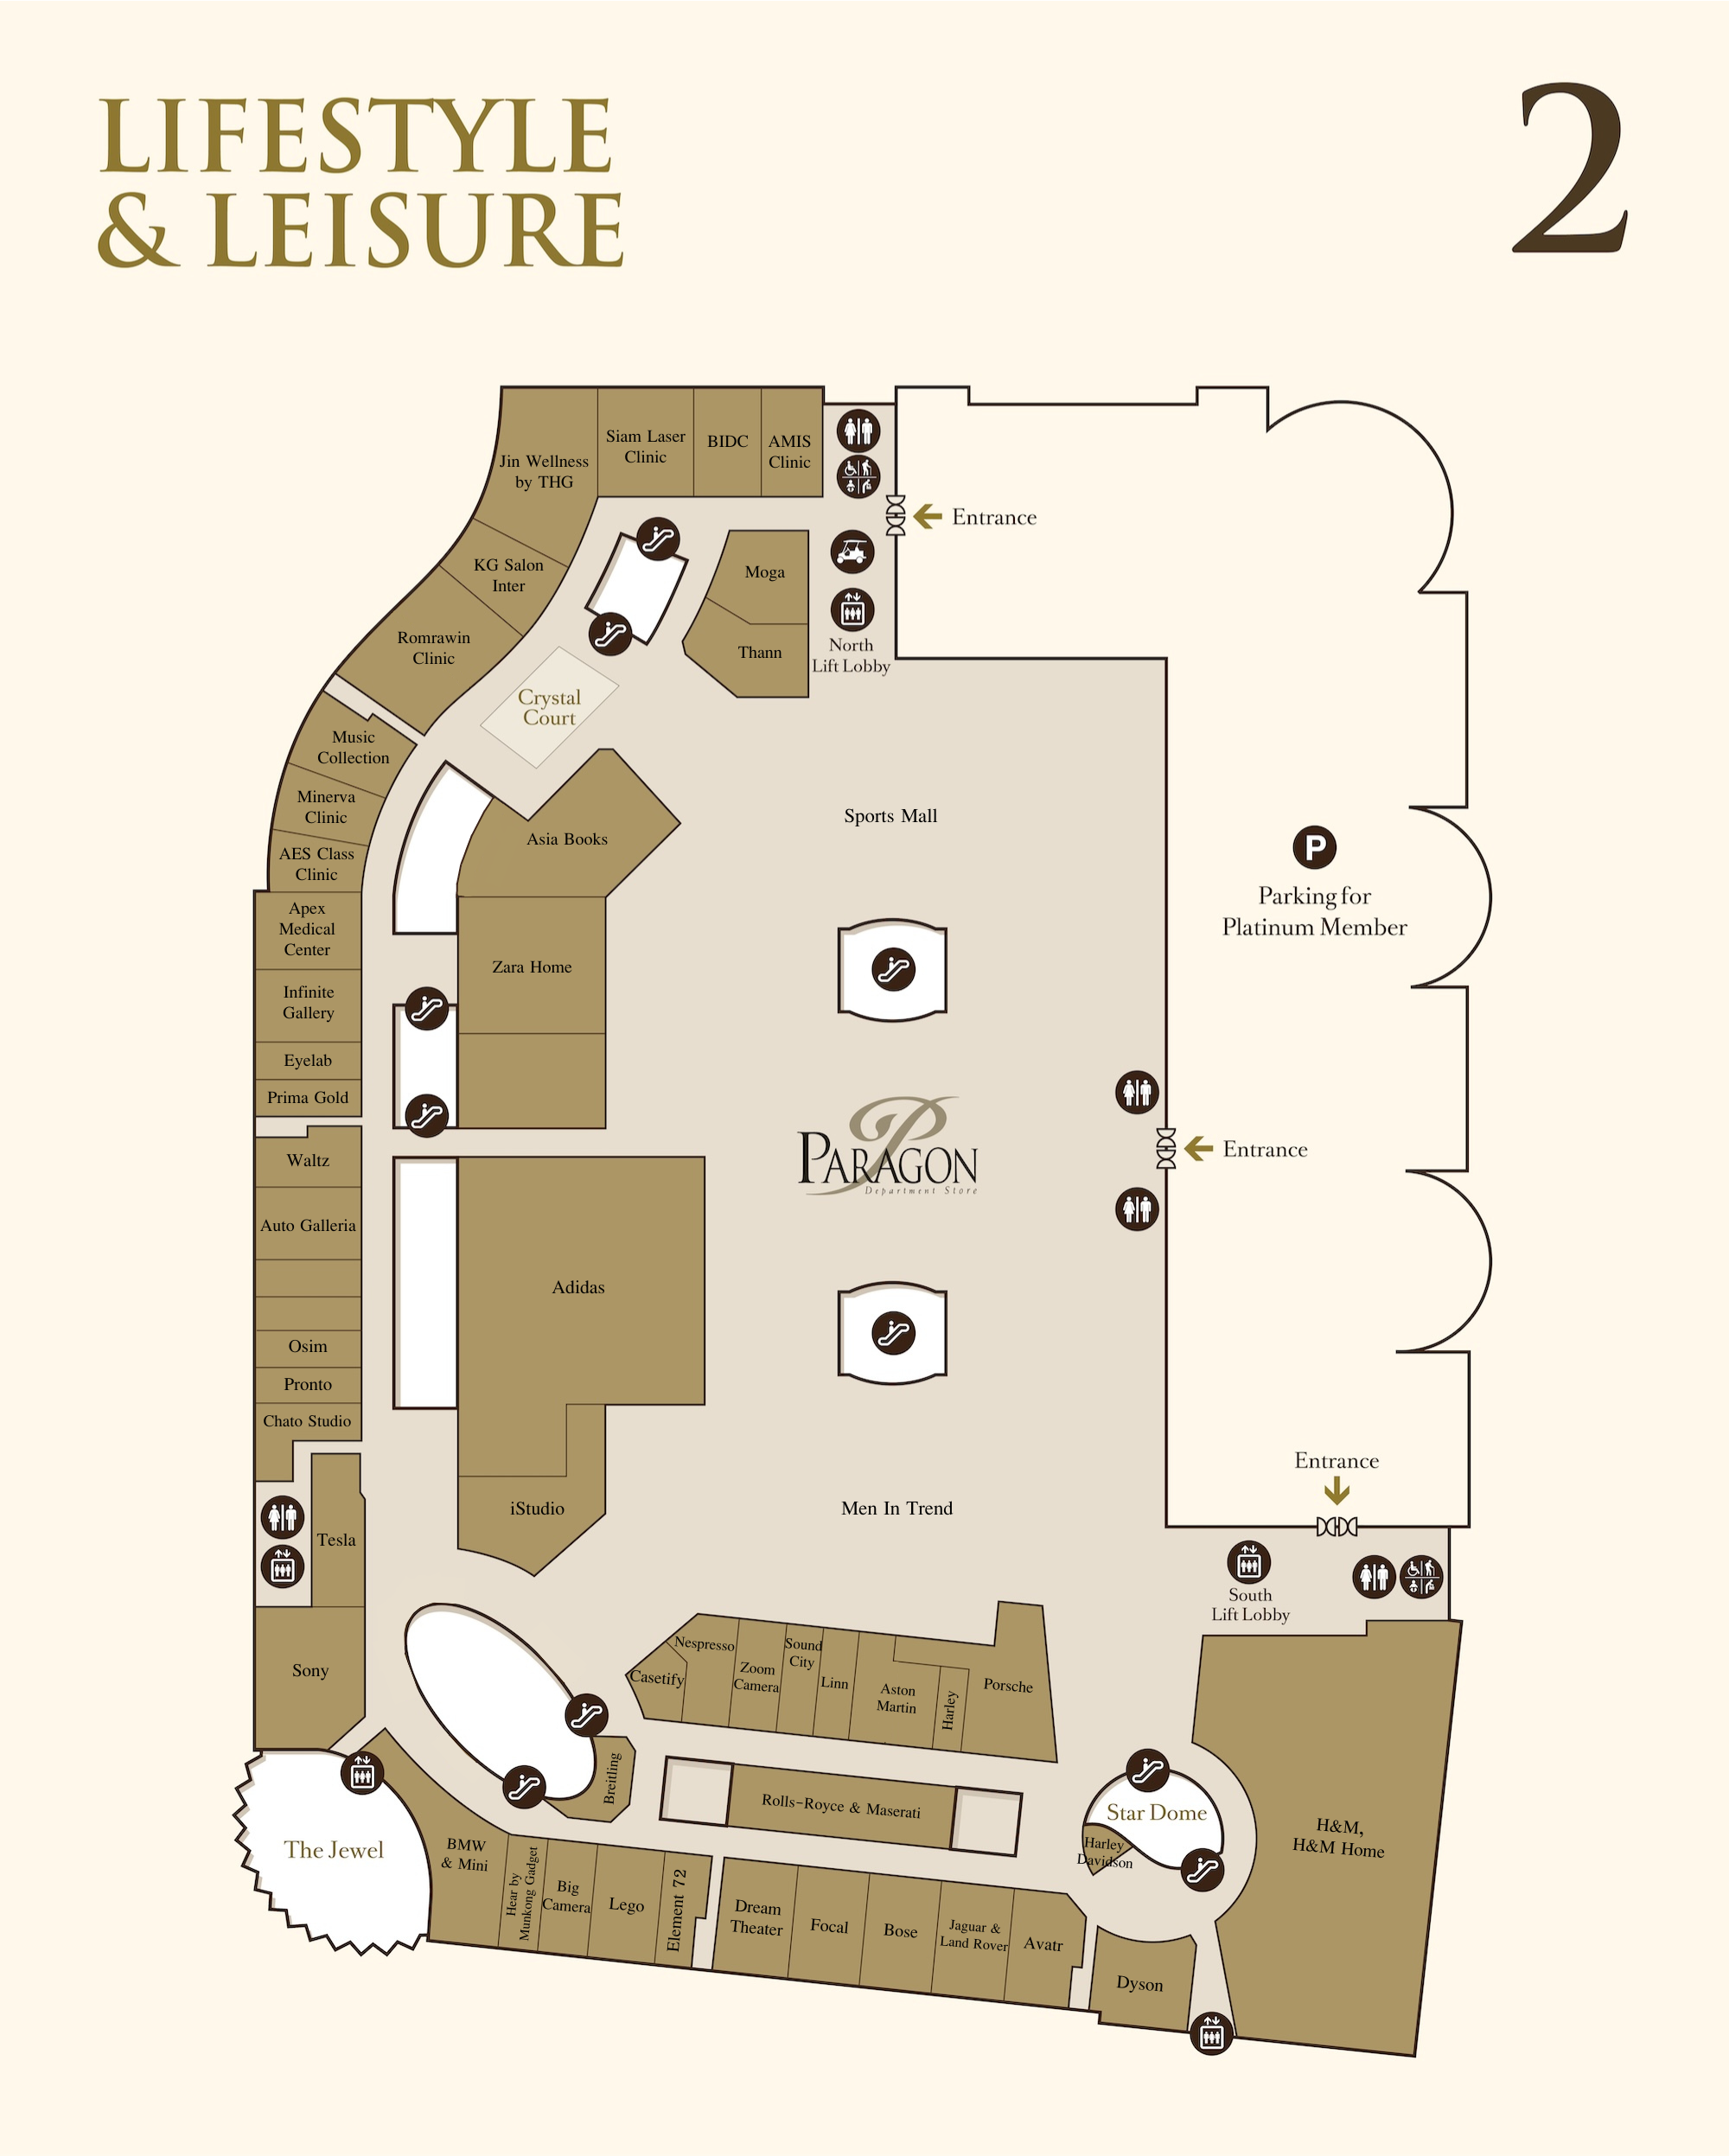 LIFESTYLE
& LEISURE
2
Jin Wellness
by THG
Siam Laser
Clinic
BIDC
AMIS
Clinic
Entrance
KG Salon
Inter
Moga
Romrawin
Clinic
Thann
North
Lift Lobby
Crystal
Court
Music
Collection
Minerva
Clinic
AES Class
Clinic
Asia Books
Sports Mall
P
Parking for
Platinum Member
Apex
Medical
Center
Zara Home
Infinite
Gallery
Eyelab
Prima Gold
P
PARAGON
Department Store
Entrance
Waltz
Auto Galleria
Adidas
Osim
Pronto
Chato Studio
iStudio
Men In Trend
Entrance
Tesla
South
Lift Lobby
Sony
Casetify
Nespresso
Zoom
Camera
Sound
City
Linn
Aston
Martin
Harley
Porsche
Breitling
Rolls-Royce & Maserati
Star Dome
Harley
Davidson
H&M,
H&M Home
The Jewel
BMW
& Mini
Hear by
Munkong Gadget
Big
Camera
Lego
Element 72
Dream
Theater
Focal
Bose
Jaguar &
Land Rover
Avatr
Dyson